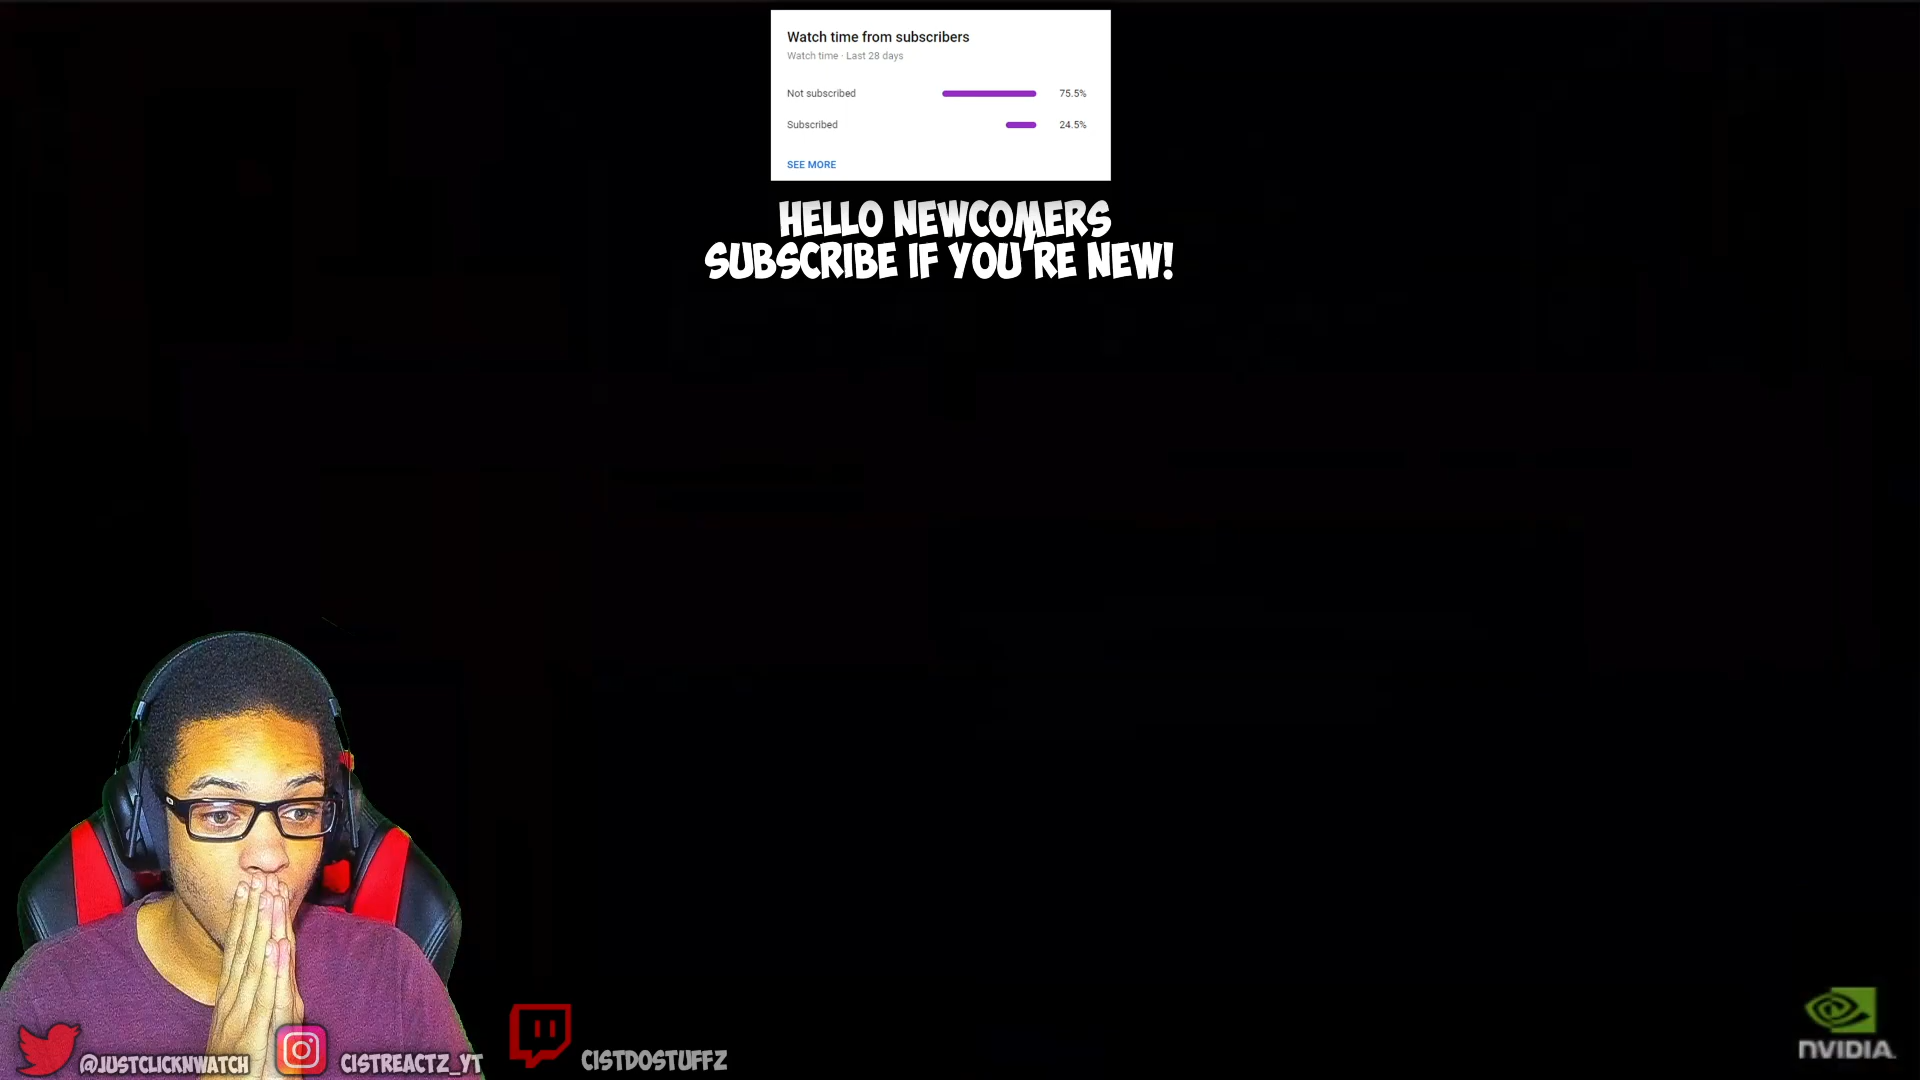 Watch time from subscribers
Watch time · Last 28 days
Not subscribed 75.5%
Subscribed 24.5%
SEE MORE
HELLO NEWCOMERS
SUBSCRIBE IF YOU'RE NEW!
@JUSTCLICKNWATCH
CISTREACTZ_YT
CISTDOSTUFFZ
NVIDIA.